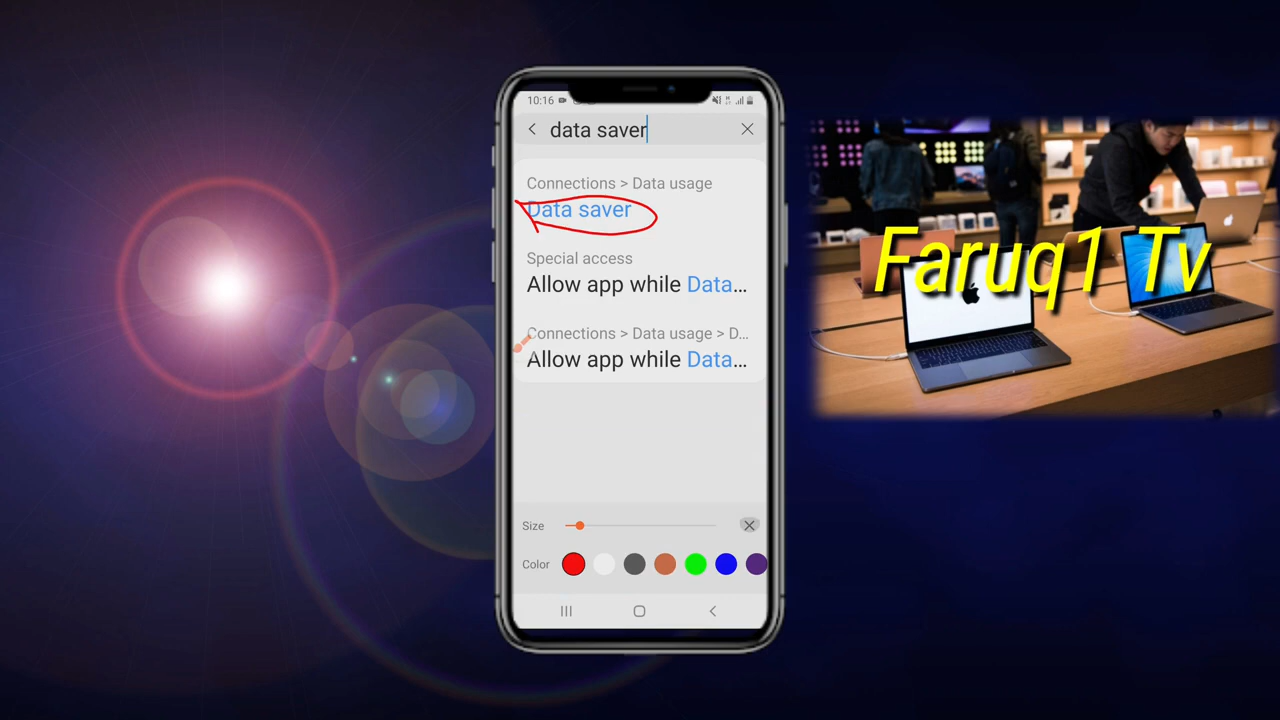 10:16
data saver
Connections > Data usage
Data saver
Special access
Allow app while Data...
Connections > Data usage > D...
Allow app while Data...
Size
Color
Faruq1 Tv